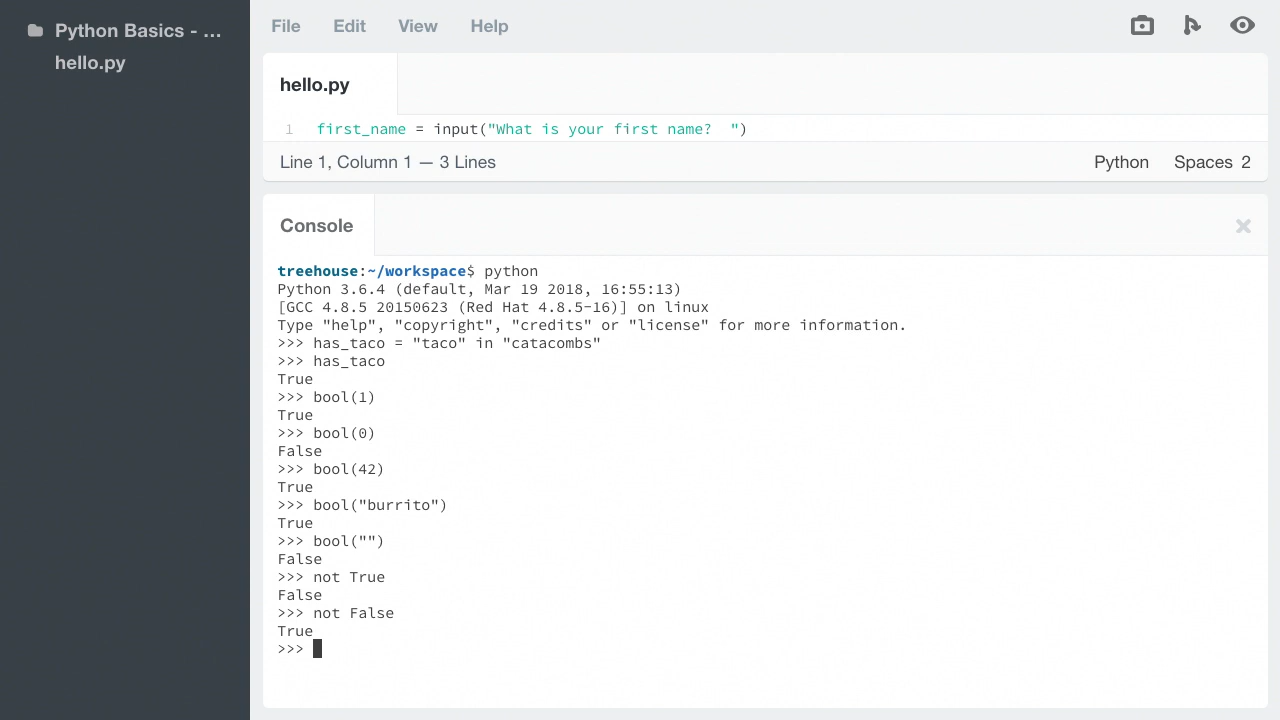 Python Basics - ...
hello.py
File Edit View Help
hello.py
1 first_name = input("What is your first name?  ")
Line 1, Column 1 — 3 Lines Python Spaces 2
Console
treehouse:~/workspace$ python
Python 3.6.4 (default, Mar 19 2018, 16:55:13)
[GCC 4.8.5 20150623 (Red Hat 4.8.5-16)] on linux
Type "help", "copyright", "credits" or "license" for more information.
>>> has_taco = "taco" in "catacombs"
>>> has_taco
True
>>> bool(1)
True
>>> bool(0)
False
>>> bool(42)
True
>>> bool("burrito")
True
>>> bool("")
False
>>> not True
False
>>> not False
True
>>>